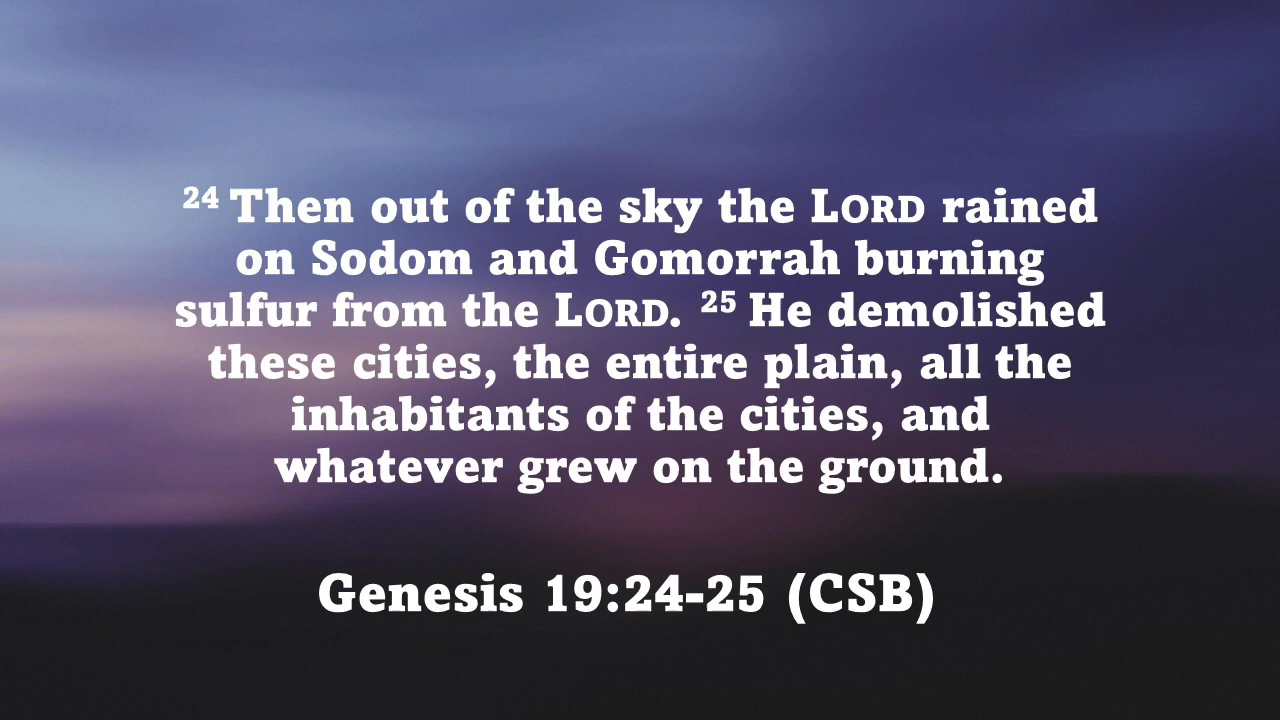 24 Then out of the sky the LORD rained
on Sodom and Gomorrah burning
sulfur from the LORD. 25 He demolished
these cities, the entire plain, all the
inhabitants of the cities, and
whatever grew on the ground.
Genesis 19:24-25 (CSB)